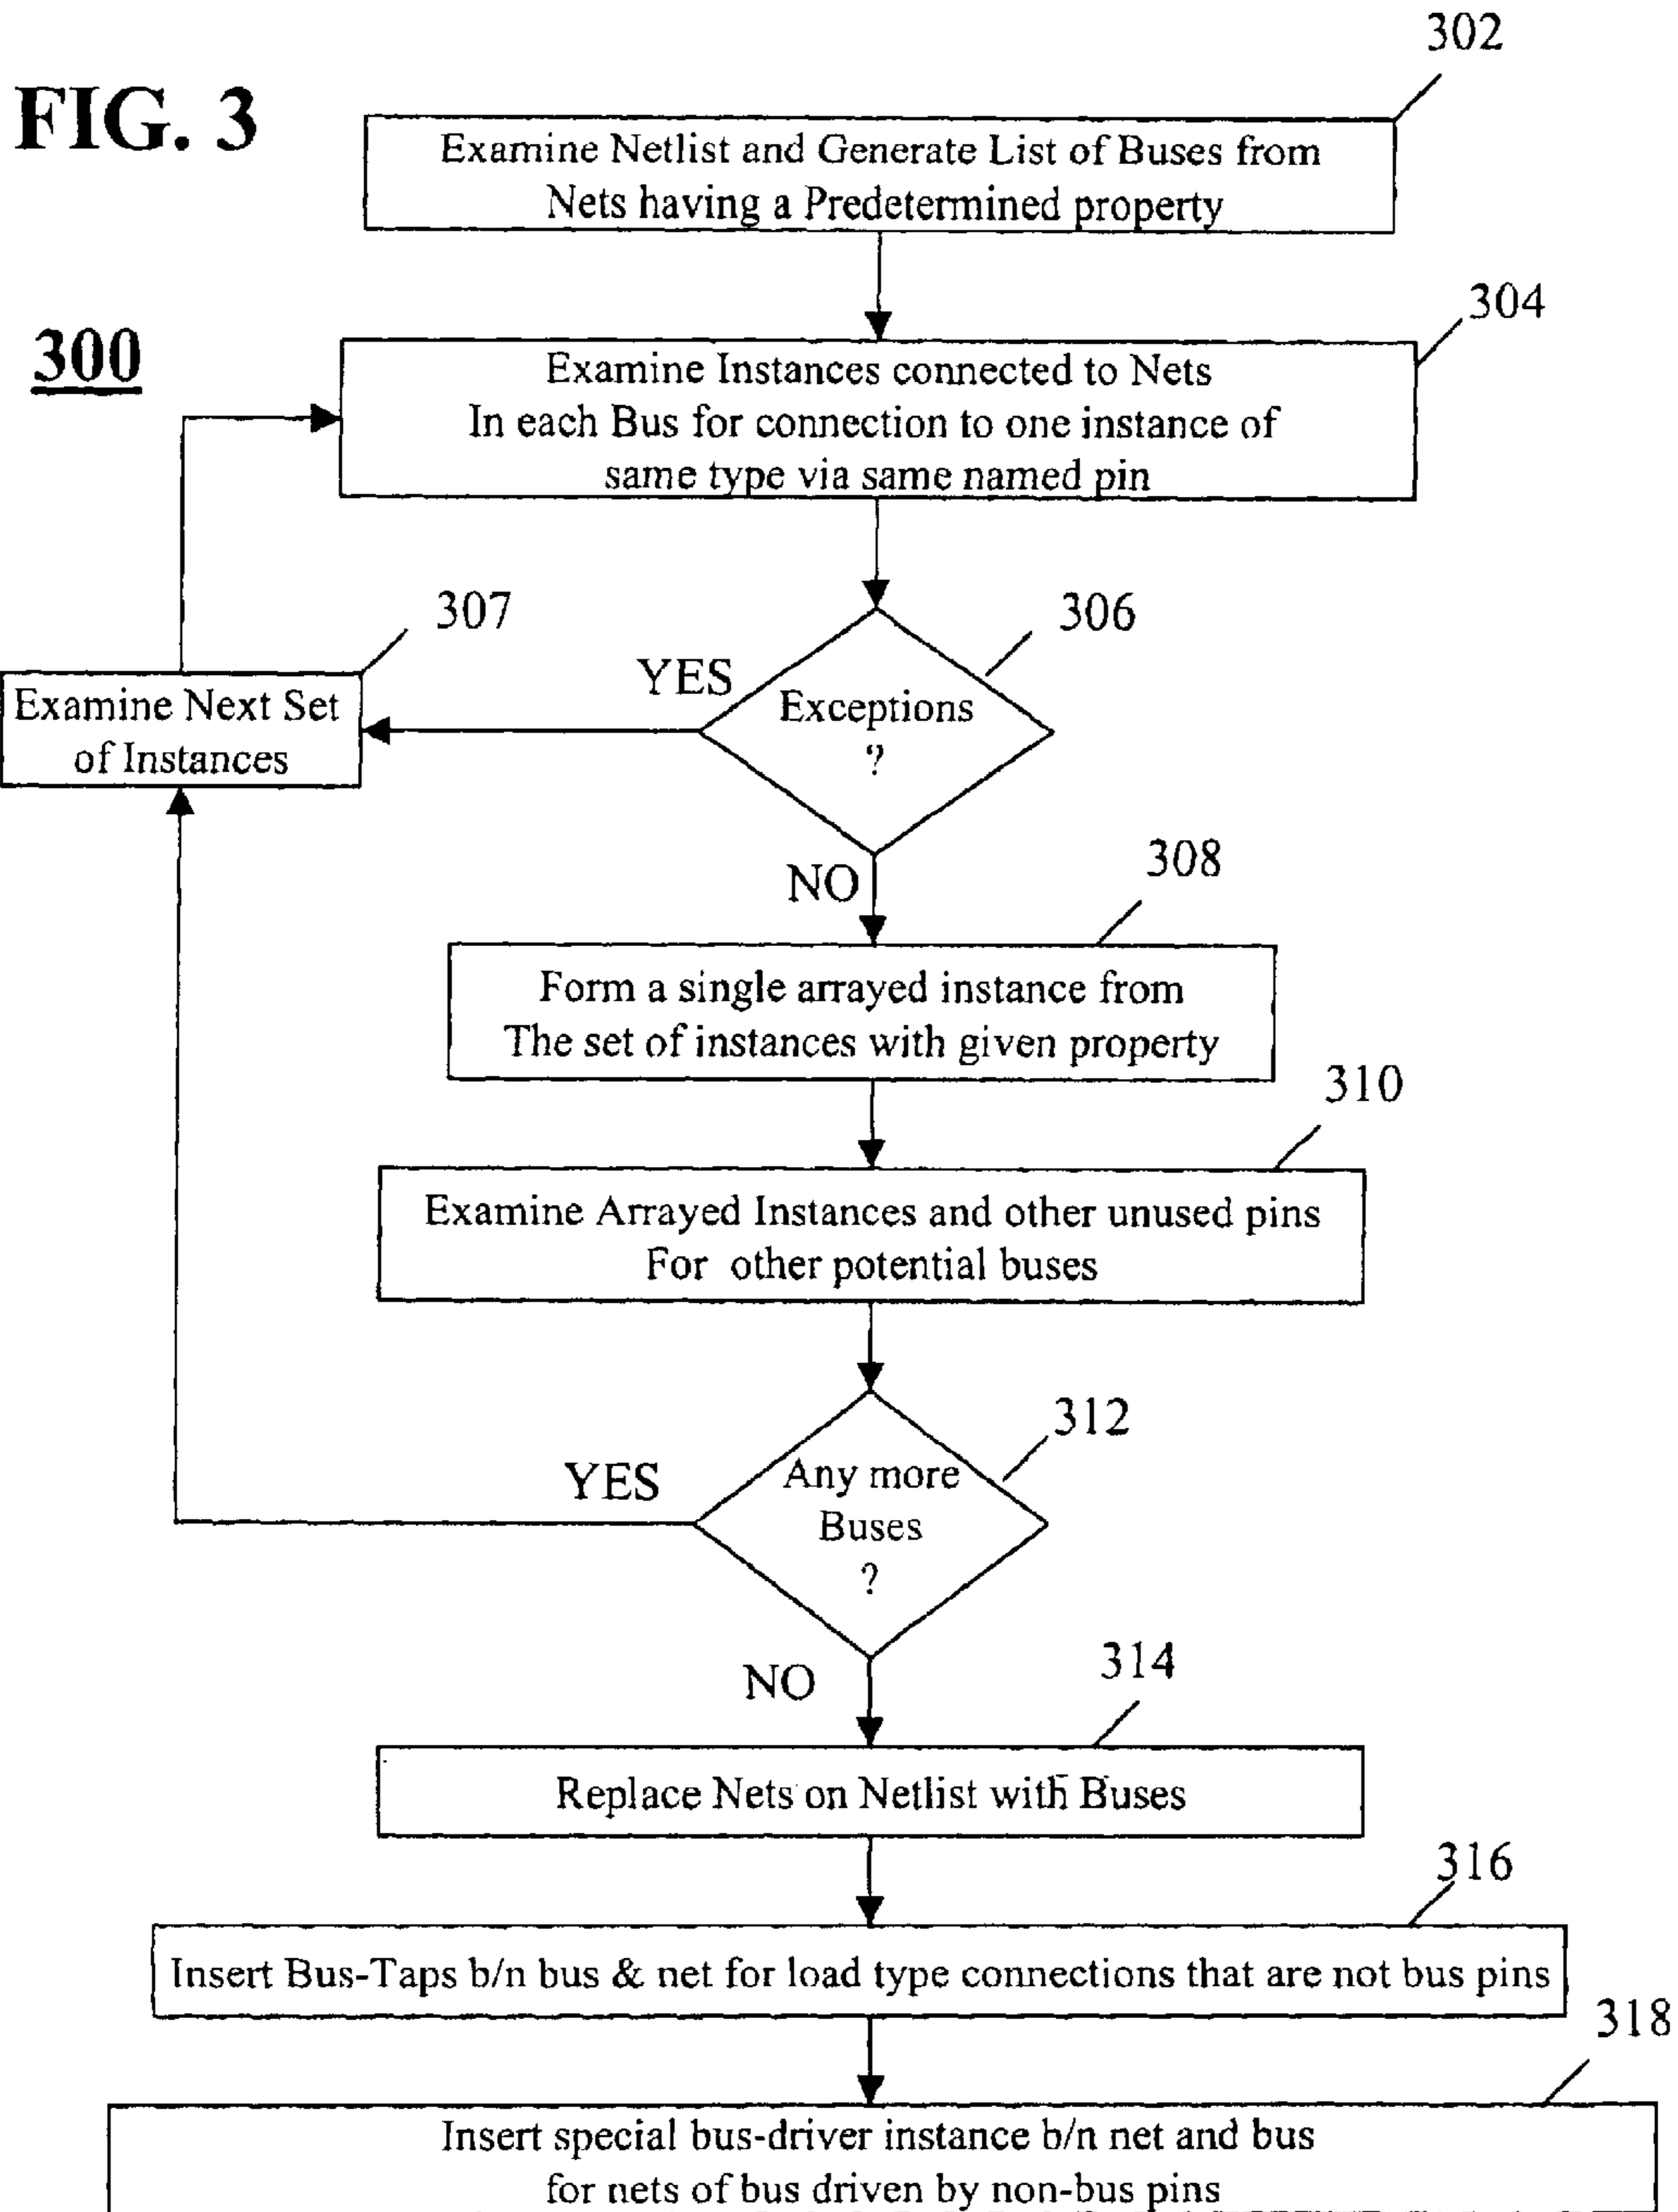 302
FIG. 3
Examine Netlist and Generate List of Buses from
Nets having a Predetermined property
304
300
Examine Instances connected to Nets
In each Bus for connection to one instance of
same type via same named pin
307
306
YES
Examine Next Set
of Instances
Exceptions
?
NO
308
Form a single arrayed instance from
The set of instances with given property
310
Examine Arrayed Instances and other unused pins
For other potential buses
312
YES
Any more
Buses
?
NO
314
Replace Nets on Netlist with Buses
316
Insert Bus-Taps b/n bus & net for load type connections that are not bus pins
318
Insert special bus-driver instance b/n net and bus
for nets of bus driven by non-bus pins